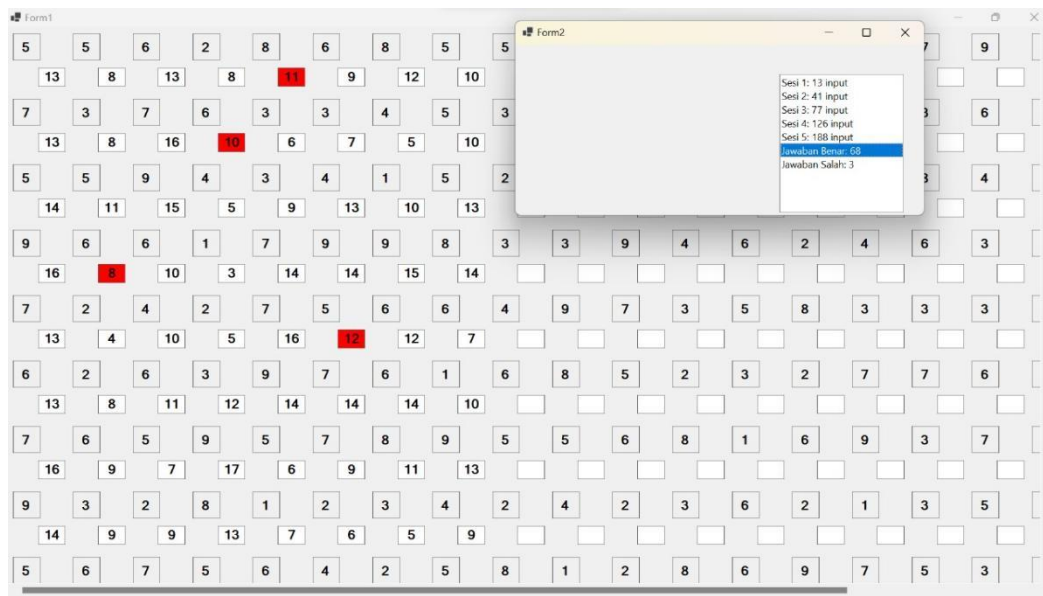 Form1
5 5 6 2 8 6 8 5 5 9
13 8 13 8 11 9 12 10
7 3 7 6 3 3 4 5 3 6
13 8 16 10 6 7 5 10
5 5 9 4 3 4 1 5 2 4
14 11 15 5 9 13 10 13
9 6 6 1 7 9 9 8 3 3 9 4 6 2 4 6 3
16 8 10 3 14 14 15 14
7 2 4 2 7 5 6 6 4 9 7 3 5 8 3 3 3
13 4 10 5 16 12 12 7
6 2 6 3 9 7 6 1 6 8 5 2 3 2 7 7 6
13 8 11 12 14 14 14 10
7 6 5 9 5 7 8 9 5 5 6 8 1 6 9 3 7
16 9 7 17 6 9 11 13
9 3 2 8 1 2 3 4 2 4 2 3 6 2 1 3 5
14 9 9 13 7 6 5 9
5 6 7 5 6 4 2 5 8 1 2 8 6 9 7 5 3
Form2
Sesi 1: 13 input
Sesi 2: 41 input
Sesi 3: 77 input
Sesi 4: 126 input
Sesi 5: 188 input
Jawaban Benar: 68
Jawaban Salah: 3